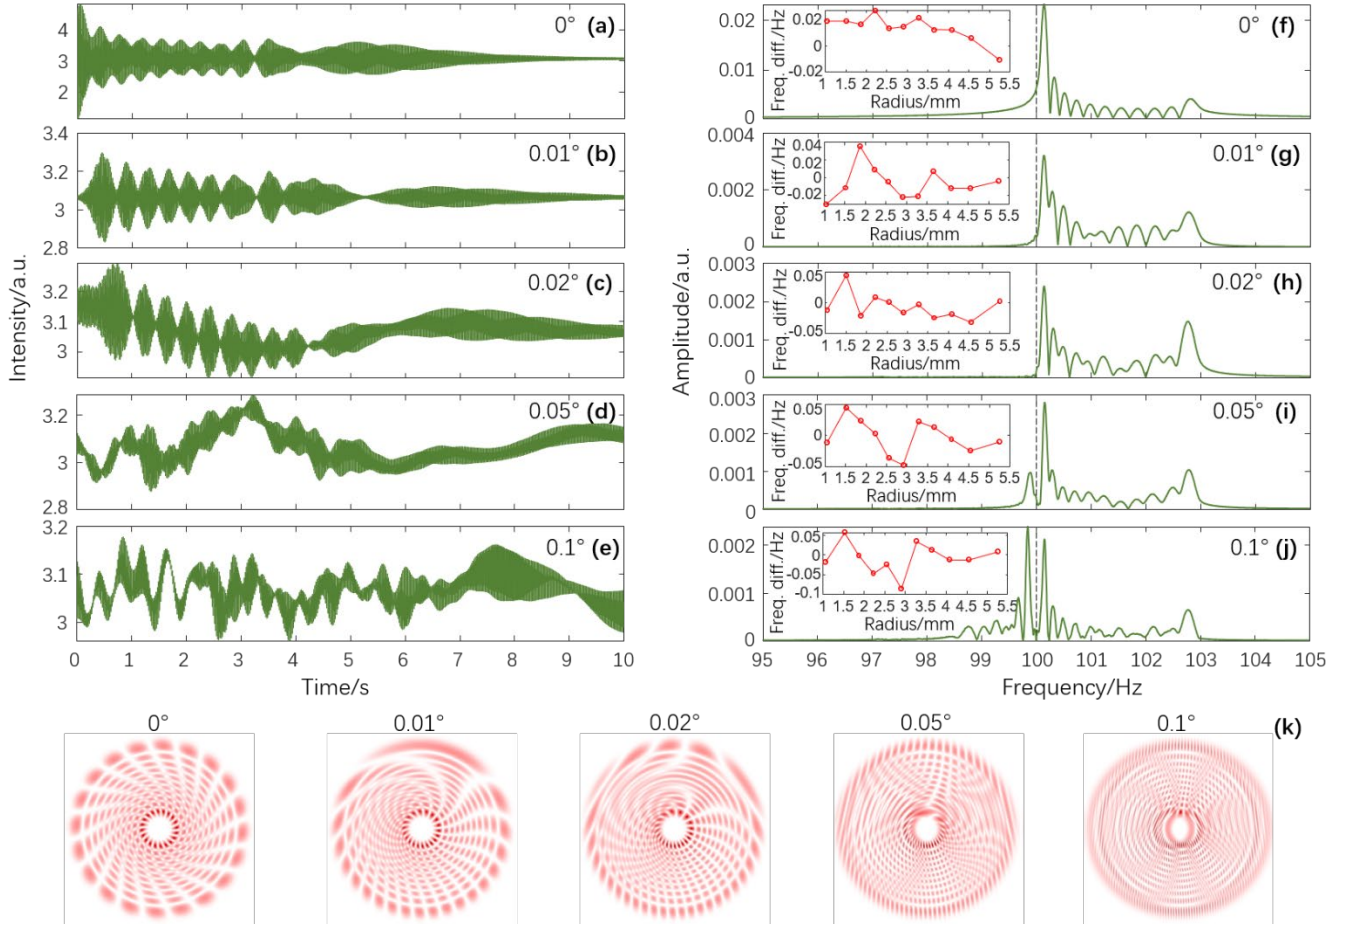 Intensity/a.u.
4
3
2
0° (a)
3.4
3.2
3
2.8
0.01° (b)
3.2
3.1
3
0.02° (c)
3.2
3
2.8
0.05° (d)
3.2
3.1
3
0.1° (e)
0 1 2 3 4 5 6 7 8 9 10
Time/s
Amplitude/a.u.
0.02
0.01
0
Freq. diff./Hz
0.02
0
-0.02
1 1.5 2 2.5 3 3.5 4 4.5 5 5.5
Radius/mm
0° (f)
0.004
0.002
0
Freq. diff./Hz
0.04
0.02
0
-0.02
1 1.5 2 2.5 3 3.5 4 4.5 5 5.5
Radius/mm
0.01° (g)
0.003
0.002
0.001
0
Freq. diff./Hz
0.05
0
-0.05
1 1.5 2 2.5 3 3.5 4 4.5 5 5.5
Radius/mm
0.02° (h)
0.003
0.002
0.001
0
Freq. diff./Hz
0.05
0
-0.05
1 1.5 2 2.5 3 3.5 4 4.5 5 5.5
Radius/mm
0.05° (i)
0.002
0.001
0
Freq. diff./Hz
0.05
0
-0.05
-0.1
1 1.5 2 2.5 3 3.5 4 4.5 5 5.5
Radius/mm
0.1° (j)
95 96 97 98 99 100 101 102 103 104 105
Frequency/Hz
0° 0.01° 0.02° 0.05° 0.1° (k)